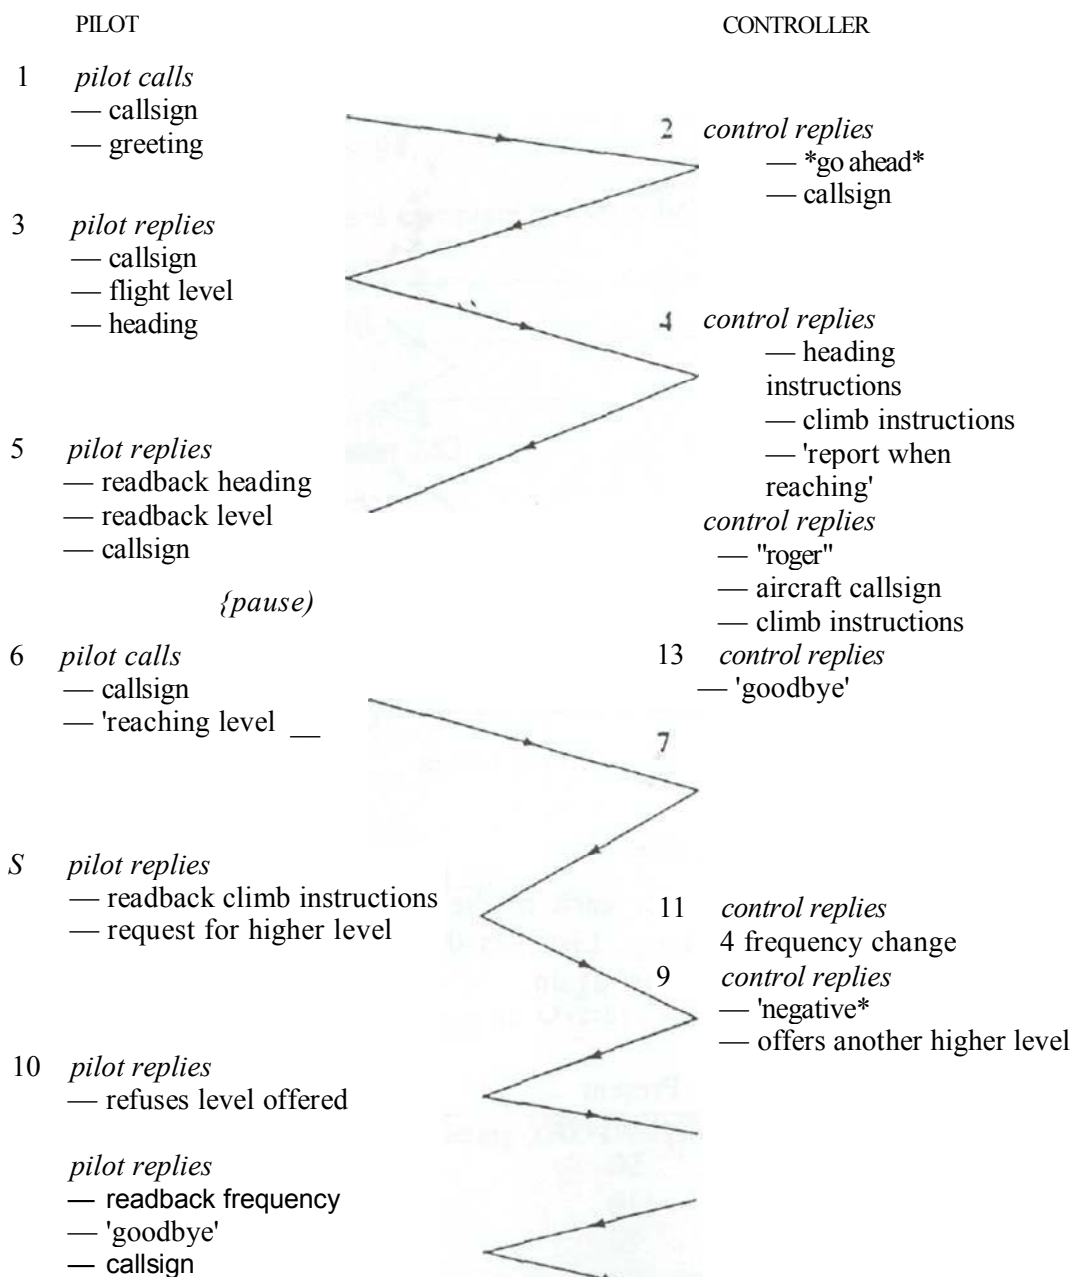 PILOT
CONTROLLER
1 pilot calls
— callsign
— greeting
2 control replies
— *go ahead*
— callsign
3 pilot replies
— callsign
— flight level
— heading
4 control replies
— heading
instructions
— climb instructions
— 'report when
reaching'
5 pilot replies
— readback heading
— readback level
— callsign
{pause)
control replies
— "roger"
— aircraft callsign
— climb instructions
6 pilot calls
— callsign
— 'reaching level __
13 control replies
— 'goodbye'
7
S pilot replies
— readback climb instructions
— request for higher level
11 control replies
4 frequency change
9 control replies
— 'negative*
— offers another higher level
10 pilot replies
— refuses level offered
pilot replies
— readback frequency
— 'goodbye'
— callsign